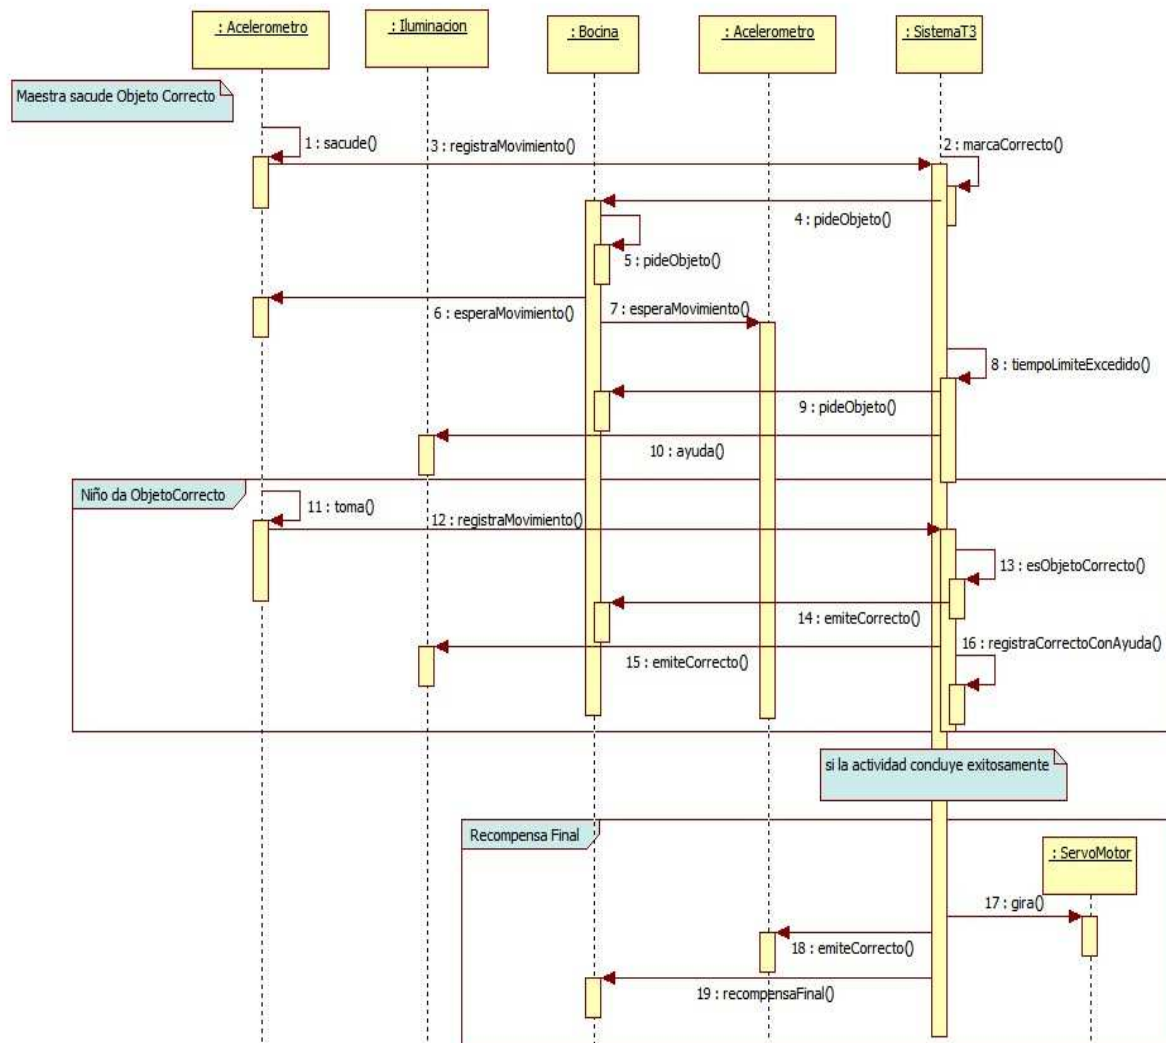 : Acelerometro
: Iluminacion
: Bocina
: Acelerometro
: SistemaT3
Maestra sacude Objeto Correcto
1 : sacude()
3 : registraMovimiento()
2 : marcaCorrecto()
4 : pideObjeto()
5 : pideObjeto()
6 : esperaMovimiento()
7 : esperaMovimiento()
8 : tiempoLimiteExcedido()
9 : pideObjeto()
10 : ayuda()
Niño da ObjetoCorrecto
11 : toma()
12 : registraMovimiento()
13 : esObjetoCorrecto()
14 : emiteCorrecto()
16 : registraCorrectoConAyuda()
15 : emiteCorrecto()
si la actividad concluye exitosamente
Recompensa Final
: ServoMotor
17 : gira()
18 : emiteCorrecto()
19 : recompensaFinal()